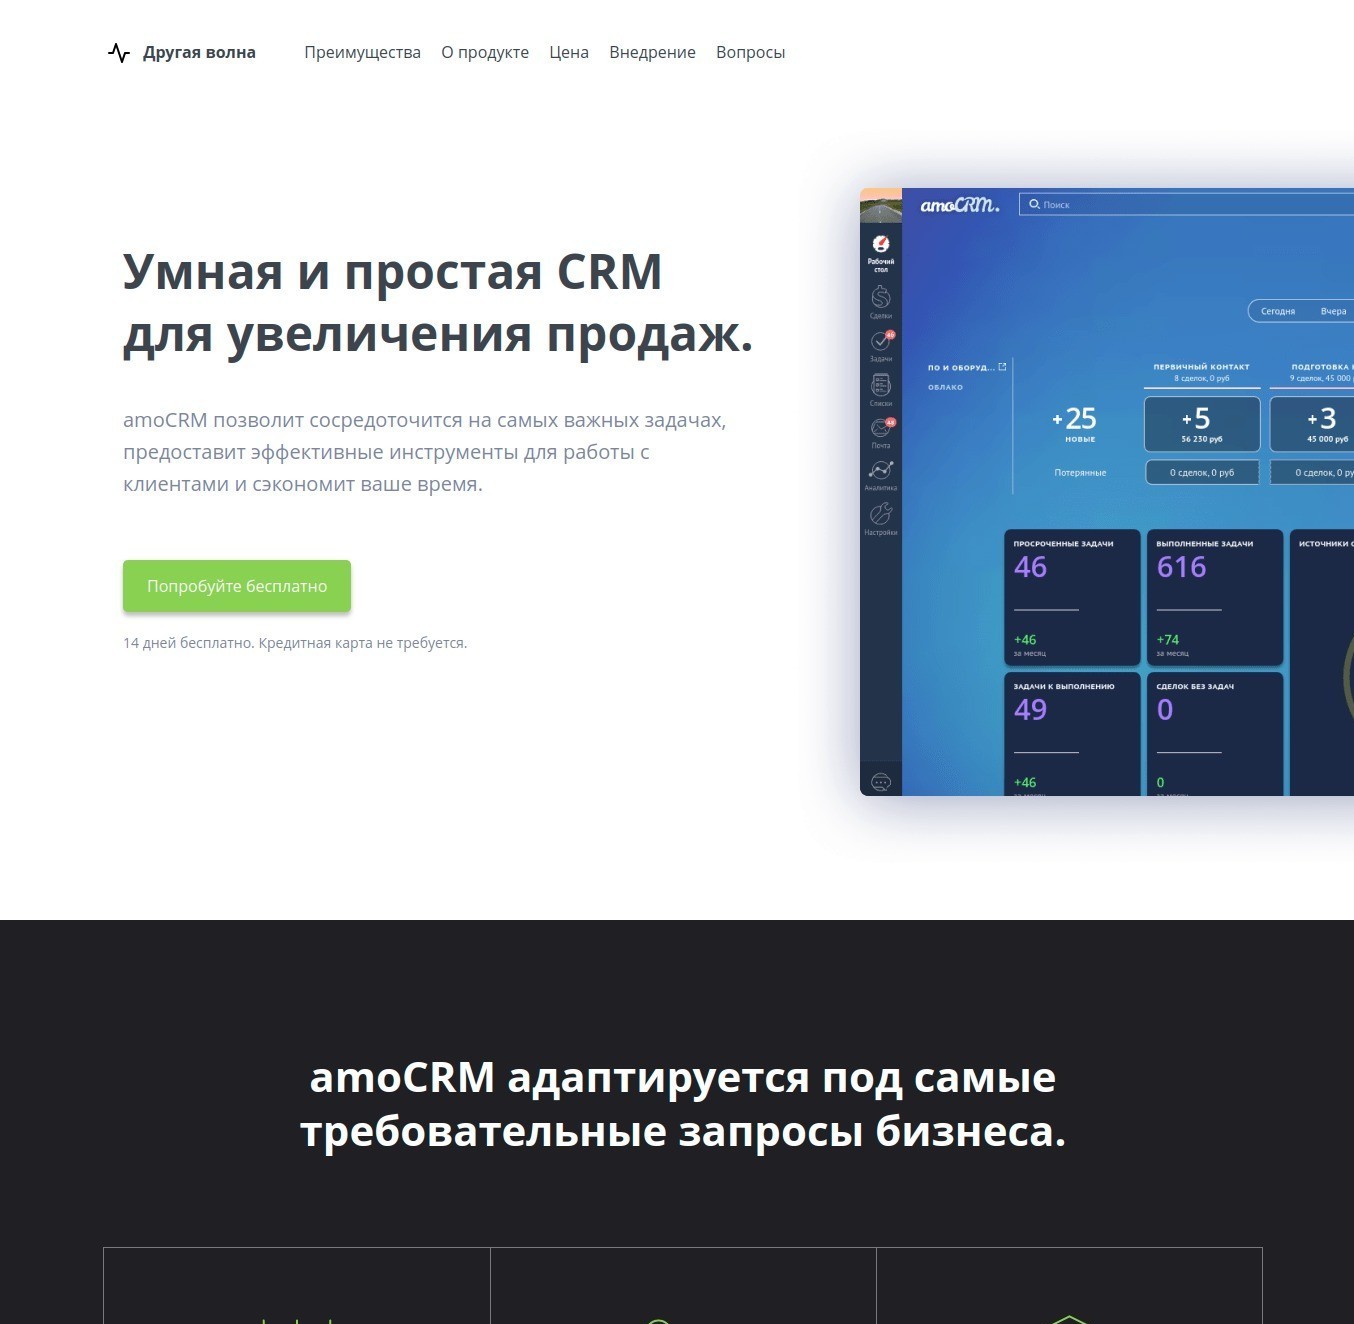 Другая волна
Преимущества
О продукте
Цена
Внедрение
Вопросы
Умная и простая CRM
для увеличения продаж.
amoCRM позволит сосредоточится на самых важных задачах,
предоставит эффективные инструменты для работы с
клиентами и сэкономит ваше время.
Попробуйте бесплатно
14 дней бесплатно. Кредитная карта не требуется.
amoCRM.
Поиск
Рабочий
стол
Сделки
Задачи
Списки
Почта
Аналитика
Настройки
Сегодня
Вчера
ПО И ОБОРУД...
ОБЛАКО
+25
НОВЫЕ
Потерянные
ПЕРВИЧНЫЙ КОНТАКТ
8 сделок, 0 руб
+5
56 230 руб
0 сделок, 0 руб
ПОДГОТОВКА
9 сделок, 45 000
+3
45 000 руб
0 сделок, 0
ПРОСРОЧЕННЫЕ ЗАДАЧИ
46
+46
за месяц
ВЫПОЛНЕННЫЕ ЗАДАЧИ
616
+74
за месяц
ИСТОЧНИКИ
ЗАДАЧИ К ВЫПОЛНЕНИЮ
49
+46
СДЕЛОК БЕЗ ЗАДАЧ
0
0
amoCRM адаптируется под самые
требовательные запросы бизнеса.